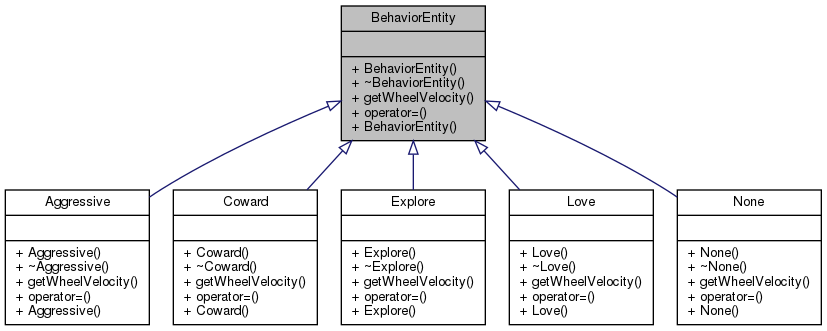 BehaviorEntity
+ BehaviorEntity()
+ ~BehaviorEntity()
+ getWheelVelocity()
+ operator=()
+ BehaviorEntity()
Aggressive
+ Aggressive()
+ ~Aggressive()
+ getWheelVelocity()
+ operator=()
+ Aggressive()
Coward
+ Coward()
+ ~Coward()
+ getWheelVelocity()
+ operator=()
+ Coward()
Explore
+ Explore()
+ ~Explore()
+ getWheelVelocity()
+ operator=()
+ Explore()
Love
+ Love()
+ ~Love()
+ getWheelVelocity()
+ operator=()
+ Love()
None
+ None()
+ ~None()
+ getWheelVelocity()
+ operator=()
+ None()